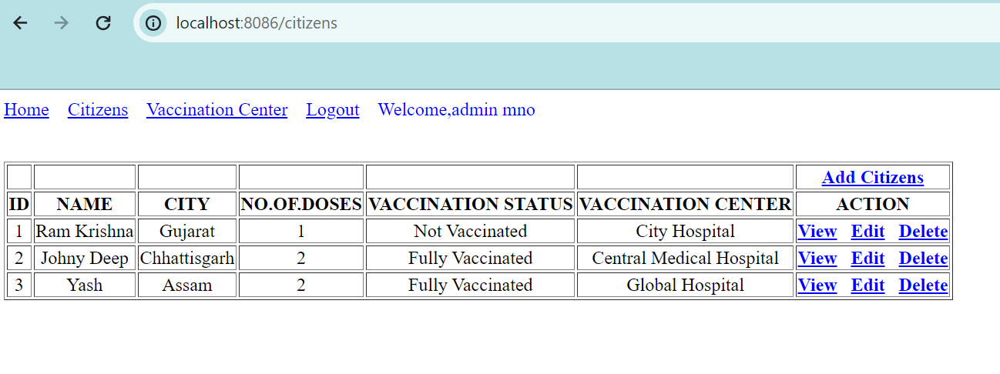 localhost:8086/citizens
Home Citizens Vaccination Center Logout Welcome,admin mno
Add Citizens
ID NAME CITY NO.OF.DOSES VACCINATION STATUS VACCINATION CENTER ACTION
1 Ram Krishna Gujarat 1 Not Vaccinated City Hospital View Edit Delete
2 Johny Deep Chhattisgarh 2 Fully Vaccinated Central Medical Hospital View Edit Delete
3 Yash Assam 2 Fully Vaccinated Global Hospital View Edit Delete